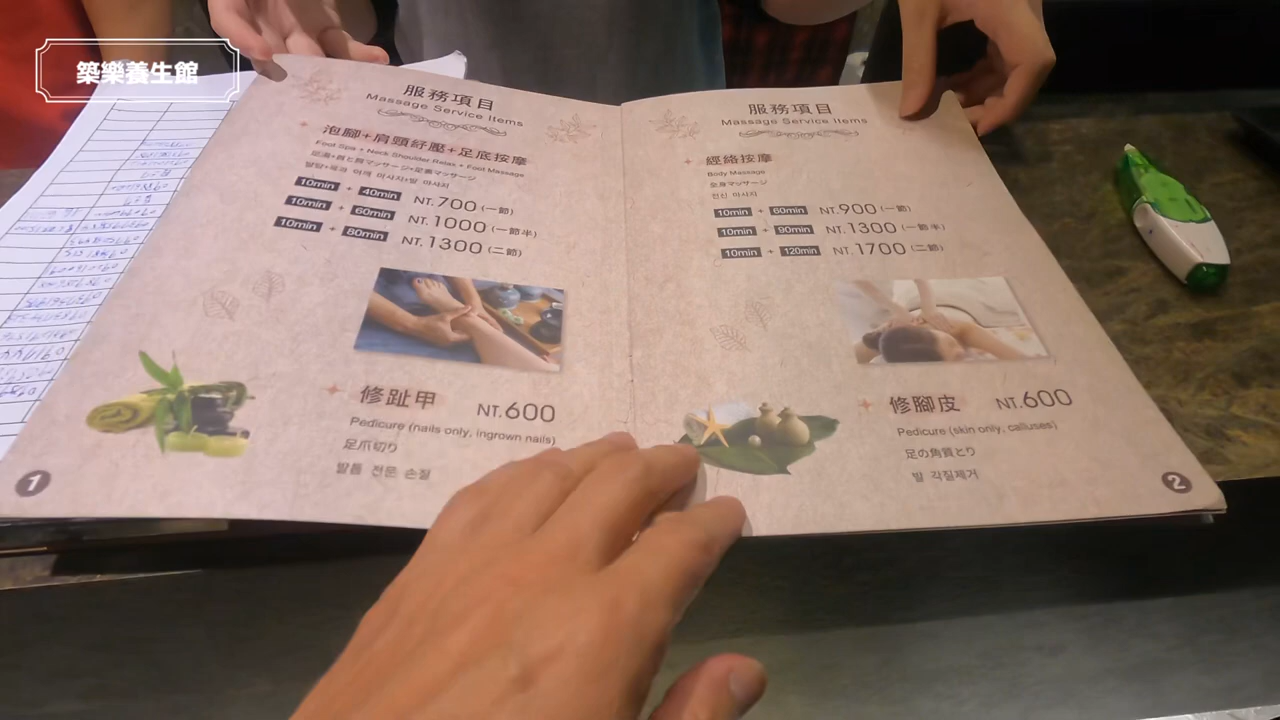 築樂養生館
服務項目
Massage Service Items
泡腳+肩頸紓壓+足底按摩
Foot Spa + Neck Shoulder Relax + Foot Massage
10min + 40min NT.700 (一節)
10min + 60min NT.1000 (一節半)
10min + 80min NT.1300 (二節)
修趾甲 NT.600
Pedicure (nails only, ingrown nails)
足爪切り
발톱 전문 손질
1
服務項目
Massage Service Items
經絡按摩
Body Massage
全身マッサージ
전신 마사지
10min + 60min NT.900 (一節)
10min + 90min NT.1300 (一節半)
10min + 120min NT.1700 (二節)
修腳皮 NT.600
Pedicure (skin only, calluses)
足の角質とり
발 각질제거
2